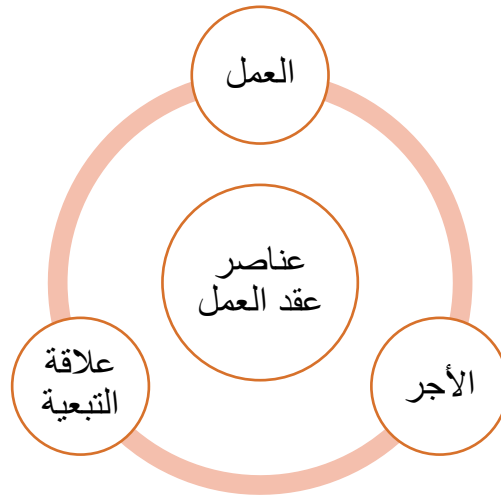 العمل
عناصر
عقد العمل
الأجر
علاقة
التبعية